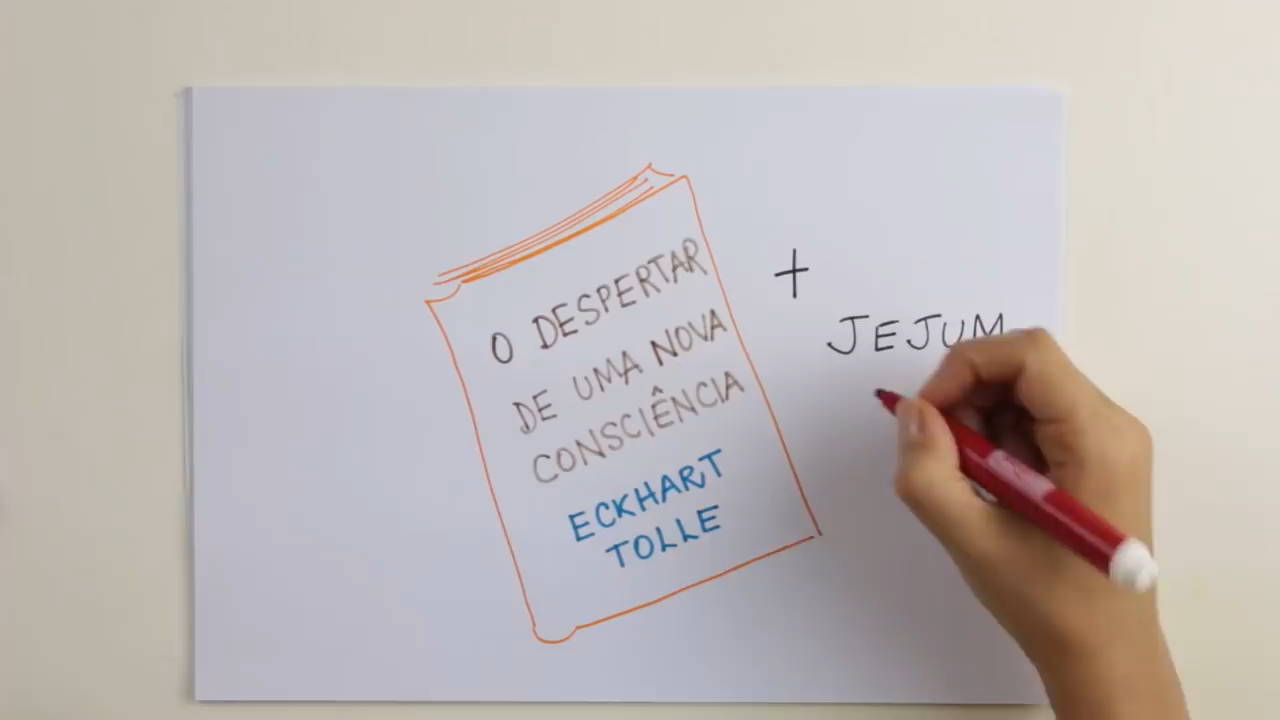 O DESPERTAR
DE UMA NOVA
CONSCIÊNCIA
ECKHART
TOLLE
+
JEJUM